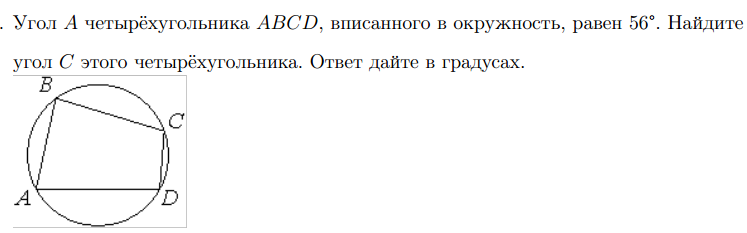 . Угол A четырёхугольника ABCD, вписанного в окружность, равен 56°. Найдите
угол C этого четырёхугольника. Ответ дайте в градусах.
B
C
A
D